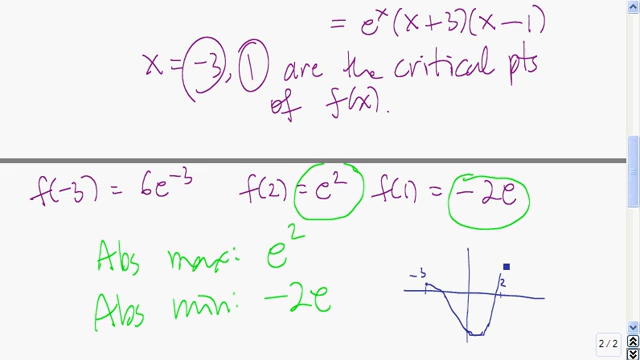 = e^x (x+3)(x-1)
x = -3, 1 are the critical pts
of f(x).
f(-3) = 6e^-3 f(2) = e^2 f(1) = -2e
Abs max: e^2
Abs min: -2e
-3 2
2 / 2